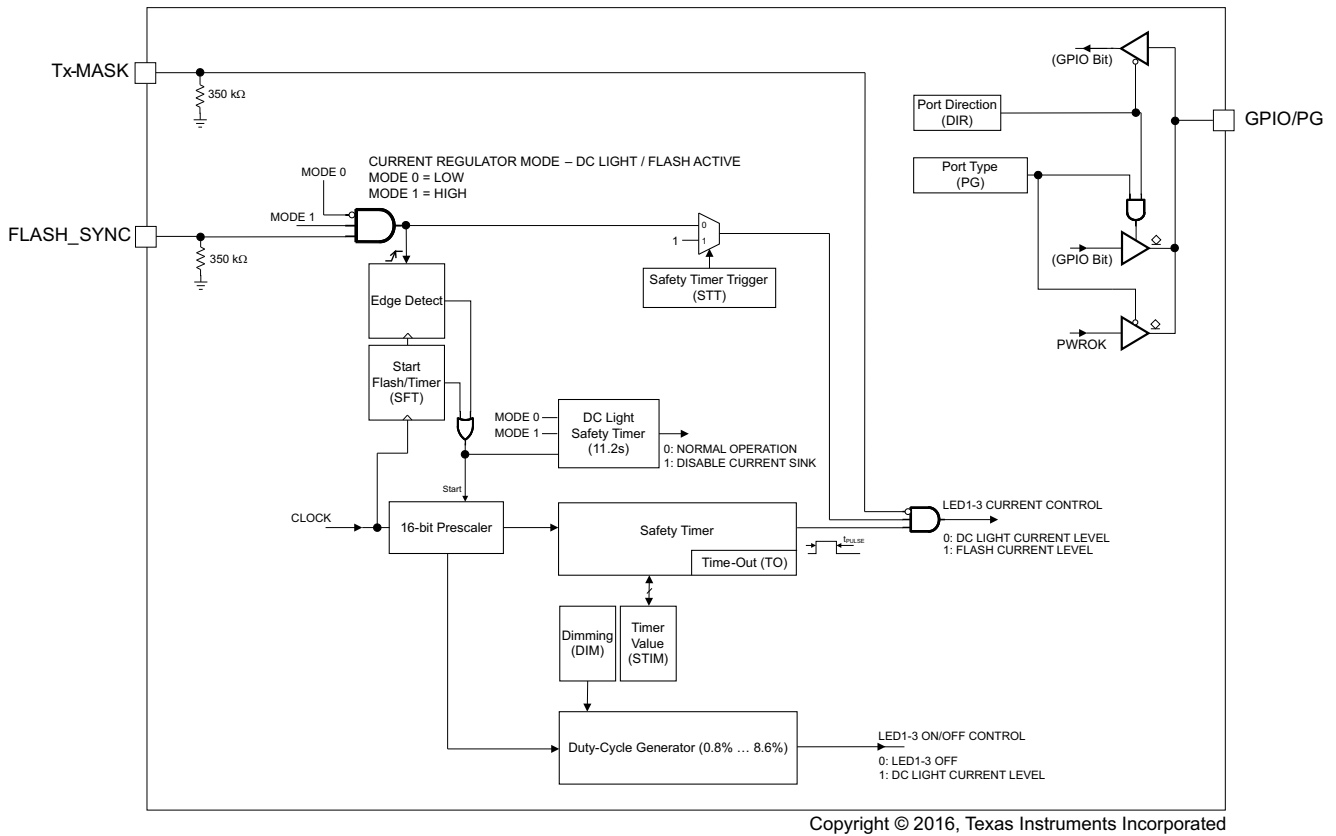 Tx-MASK
350 kΩ
(GPIO Bit)
Port Direction
(DIR)
GPIO/PG
Port Type
(PG)
(GPIO Bit)
PWROK
CURRENT REGULATOR MODE – DC LIGHT / FLASH ACTIVE
MODE 0 = LOW
MODE 1 = HIGH
MODE 0
MODE 1
FLASH_SYNC
350 kΩ
0
1
1
Safety Timer Trigger
(STT)
Edge Detect
Start
Flash/Timer
(SFT)
MODE 0
MODE 1
DC Light
Safety Timer
(11.2s)
0: NORMAL OPERATION
1: DISABLE CURRENT SINK
Start
CLOCK
16-bit Prescaler
Safety Timer
Time-Out (TO)
tPULSE
LED1-3 CURRENT CONTROL
0: DC LIGHT CURRENT LEVEL
1: FLASH CURRENT LEVEL
Dimming
(DIM)
Timer
Value
(STIM)
Duty-Cycle Generator (0.8% ... 8.6%)
LED1-3 ON/OFF CONTROL
0: LED1-3 OFF
1: DC LIGHT CURRENT LEVEL
Copyright © 2016, Texas Instruments Incorporated